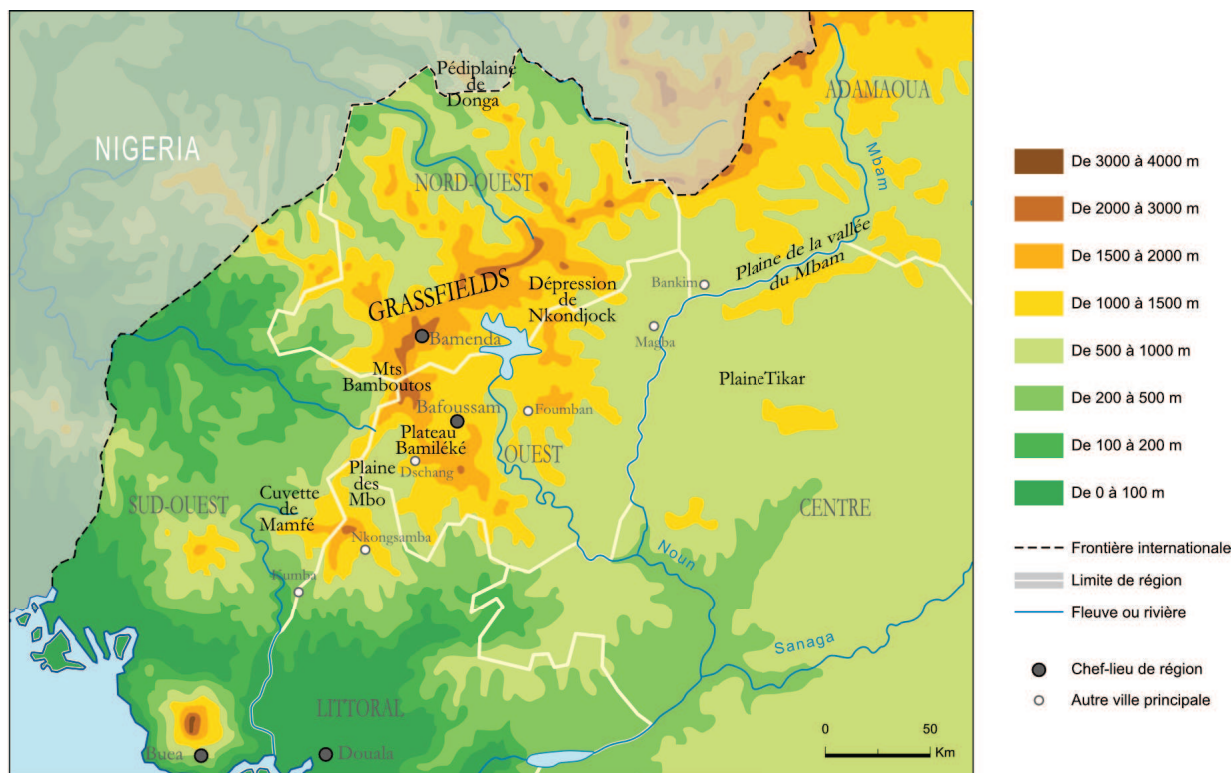 Pédiplaine
de
Donga
ADAMAOUA
NIGERIA
Mbam
NORD-OUEST
GRASSFIELDS
Dépression
de
Nkondjock
Plaine de la vallée
du Mbam
Bankim
Magba
Bamenda
Mts
Bamboutos
Plaine Tikar
Bafoussam
Foumban
Plateau
Bamiléké
Dschang
OUEST
Plaine
des
Mbo
SUD-OUEST
Cuvette
de
Mamfé
CENTRE
Nkongsamba
Noun
Kumba
Sanaga
LITTORAL
Buea
Douala
0 50
Km
De 3000 à 4000 m
De 2000 à 3000 m
De 1500 à 2000 m
De 1000 à 1500 m
De 500 à 1000 m
De 200 à 500 m
De 100 à 200 m
De 0 à 100 m
Frontière internationale
Limite de région
Fleuve ou rivière
Chef-lieu de région
Autre ville principale